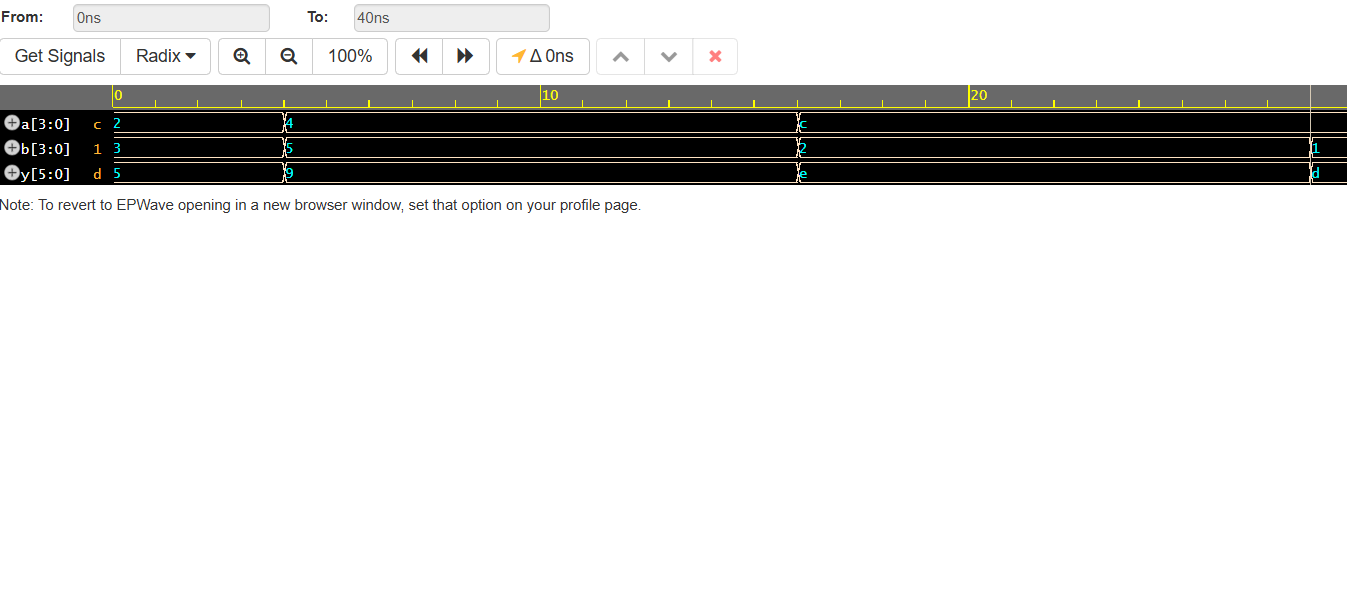 From: 0ns To: 40ns
Get Signals Radix 100% Δ 0ns
0 10 20
a[3:0] c 2 4 c
b[3:0] 1 3 5 2 1
y[5:0] d 5 9 e d
Note: To revert to EPWave opening in a new browser window, set that option on your profile page.